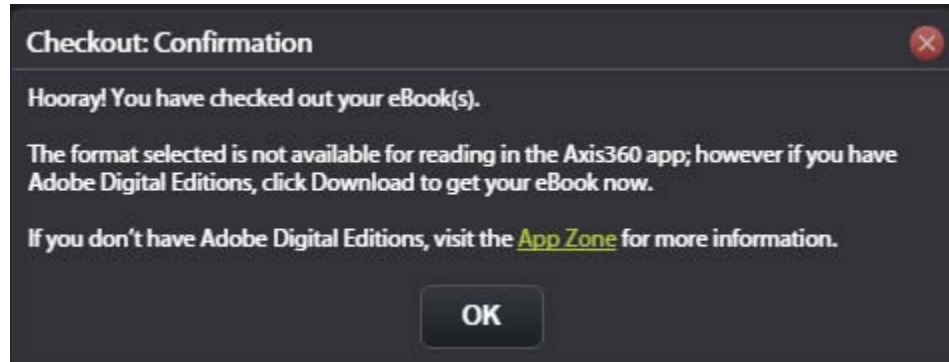 Checkout: Confirmation
Hooray! You have checked out your eBook(s).
The format selected is not available for reading in the Axis360 app; however if you have
Adobe Digital Editions, click Download to get your eBook now.
If you don't have Adobe Digital Editions, visit the App Zone for more information.
OK